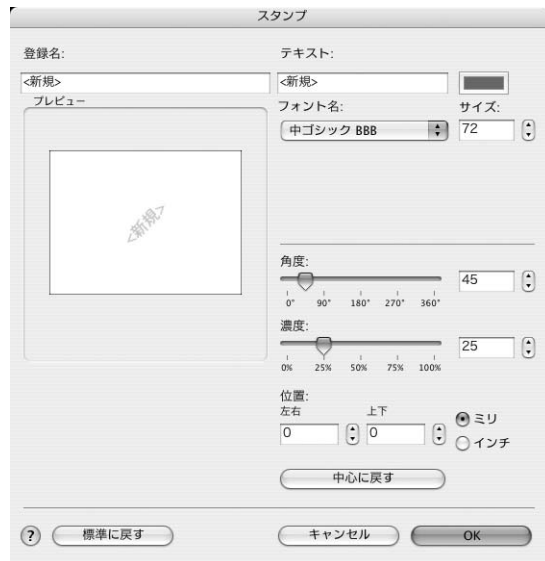 スタンプ
登録名:
テキスト:
<新規>
<新規>
プレビュー
フォント名:
サイズ:
中ゴシック BBB
72
<新規>
角度:
45
0° 90° 180° 270° 360°
濃度:
25
0% 25% 50% 75% 100%
位置:
左右 上下
0 0
ミリ
インチ
中心に戻す
? 標準に戻す キャンセル OK